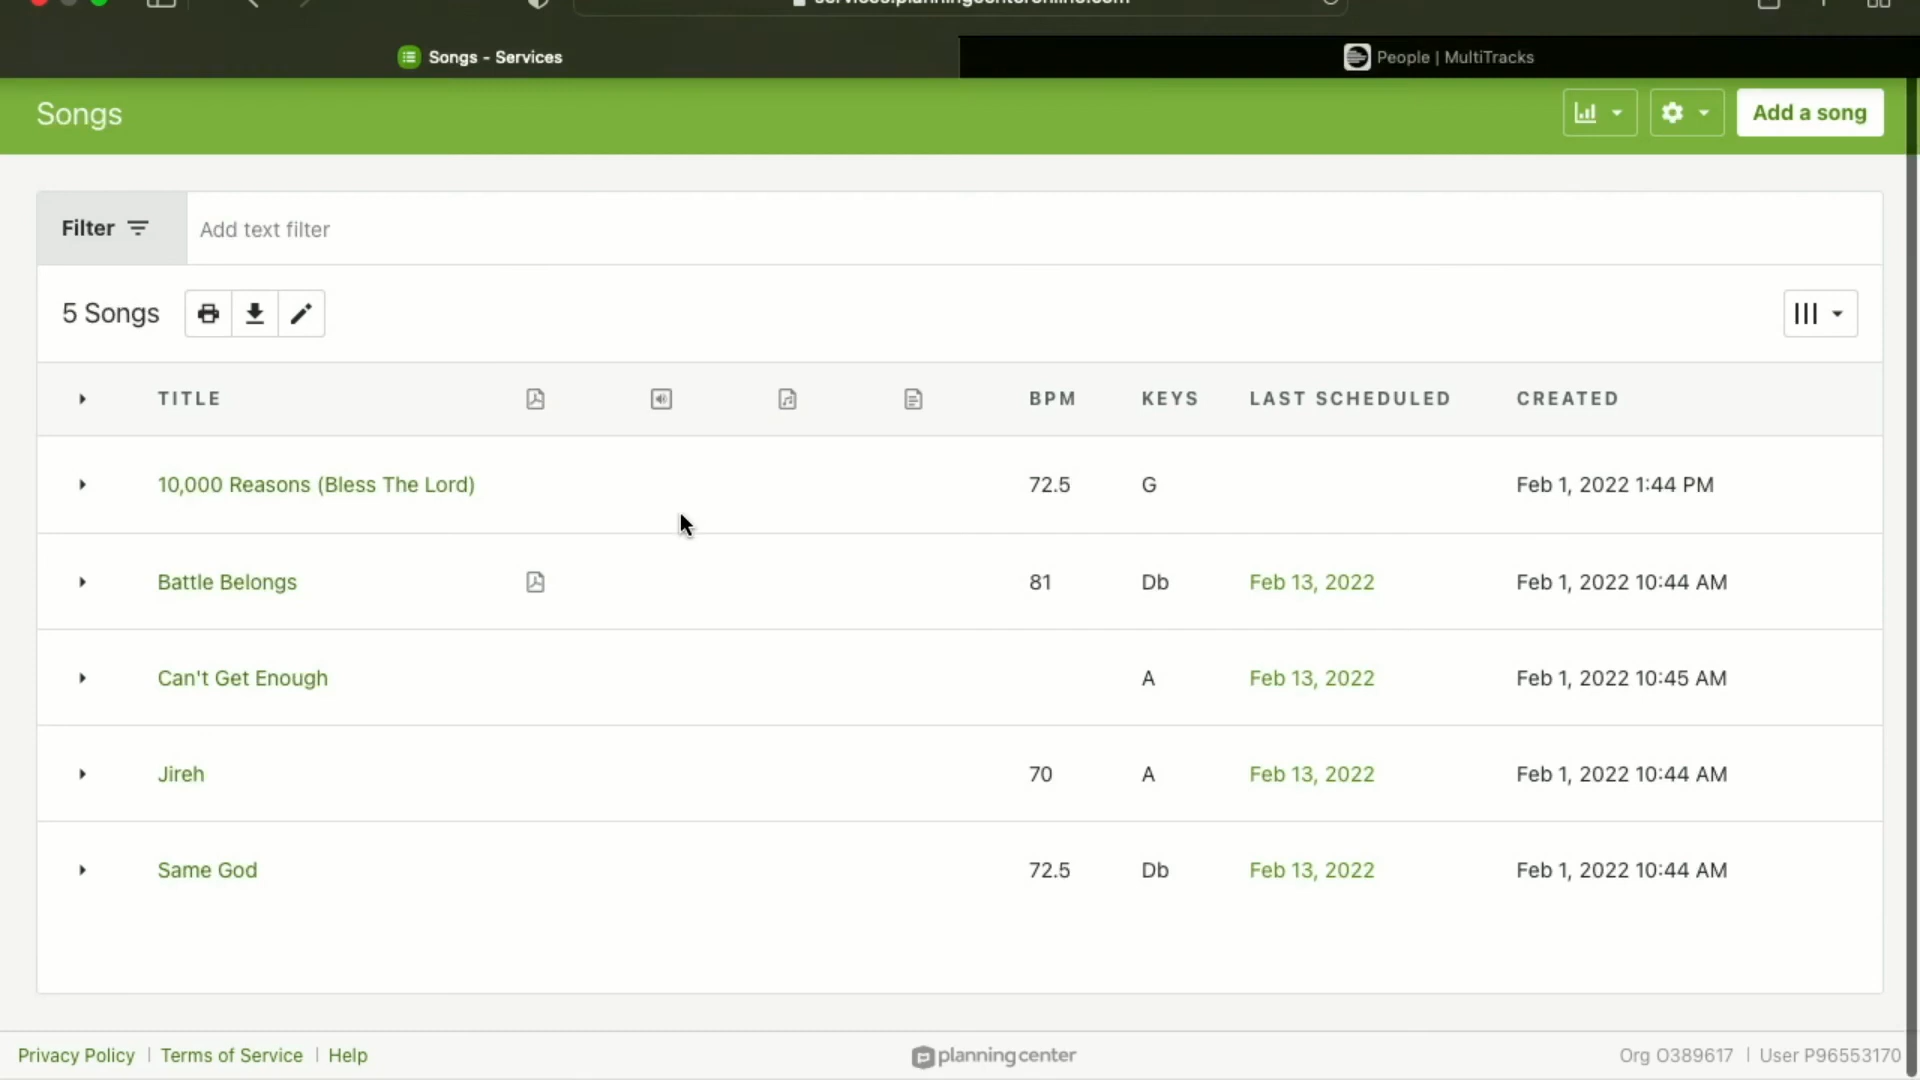 services.planningcenteronline.com
Songs - Services
People | MultiTracks
Songs
Add a song
Filter
Add text filter
5 Songs
TITLE BPM KEYS LAST SCHEDULED CREATED
10,000 Reasons (Bless The Lord) 72.5 G Feb 1, 2022 1:44 PM
Battle Belongs 81 Db Feb 13, 2022 Feb 1, 2022 10:44 AM
Can't Get Enough A Feb 13, 2022 Feb 1, 2022 10:45 AM
Jireh 70 A Feb 13, 2022 Feb 1, 2022 10:44 AM
Same God 72.5 Db Feb 13, 2022 Feb 1, 2022 10:44 AM
Privacy Policy | Terms of Service | Help planning center Org O389617 | User P96553170